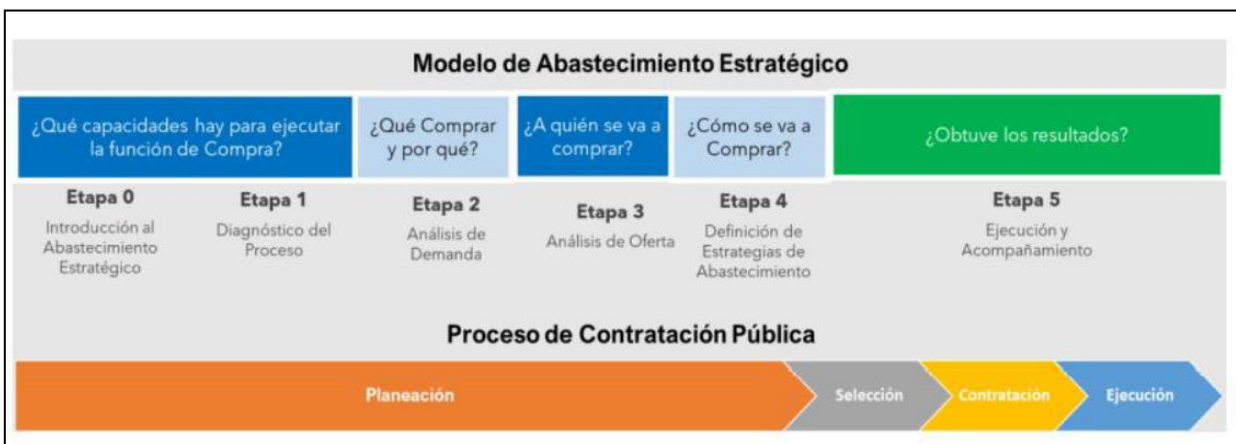 Modelo de Abastecimiento Estratégico
¿Qué capacidades hay para ejecutar
la función de Compra?
¿Qué Comprar
y por qué?
¿A quién se va a
comprar?
¿Cómo se va a
Comprar?
¿Obtuve los resultados?
Etapa 0
Introducción al
Abastecimiento
Estratégico
Etapa 1
Diagnóstico del
Proceso
Etapa 2
Análisis de
Demanda
Etapa 3
Análisis de Oferta
Etapa 4
Definición de
Estrategias de
Abastecimiento
Etapa 5
Ejecución y
Acompañamiento
Proceso de Contratación Pública
Planeación
Selección
Contratación
Ejecución